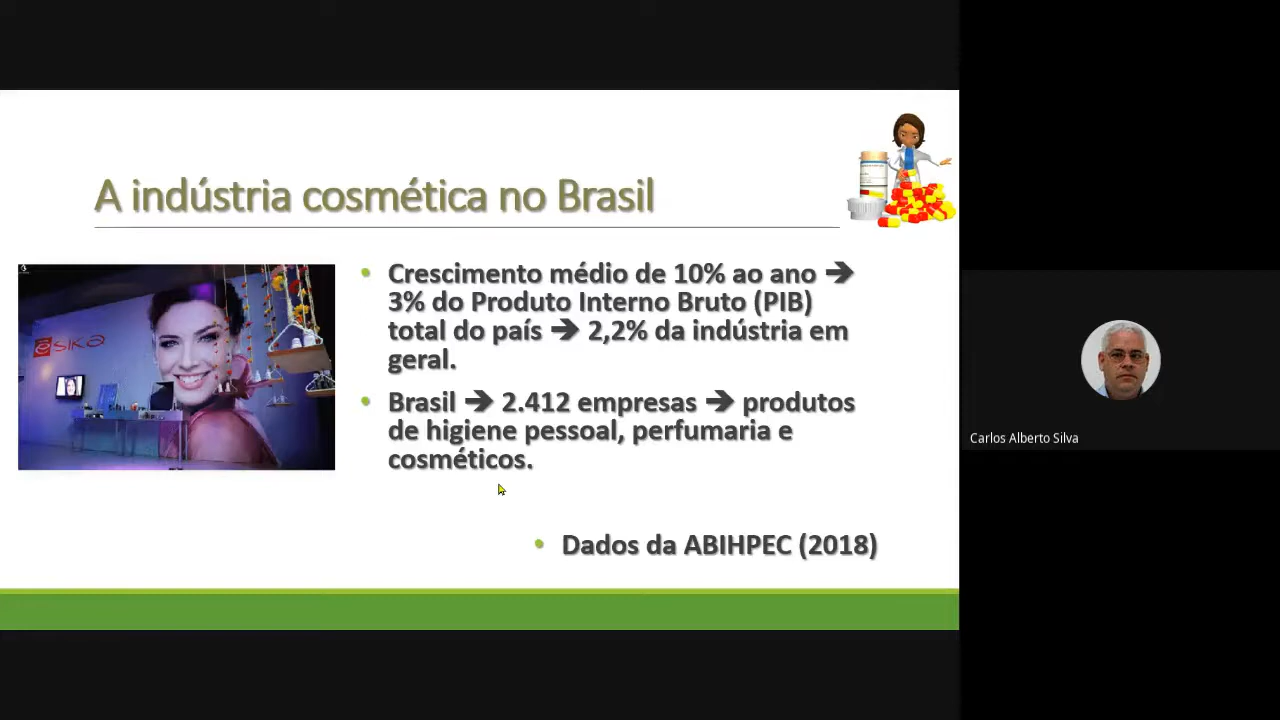 A indústria cosmética no Brasil
ésika
• Crescimento médio de 10% ao ano ➔
3% do Produto Interno Bruto (PIB)
total do país ➔ 2,2% da indústria em
geral.
• Brasil ➔ 2.412 empresas ➔ produtos
de higiene pessoal, perfumaria e
cosméticos.
• Dados da ABIHPEC (2018)
Carlos Alberto Silva